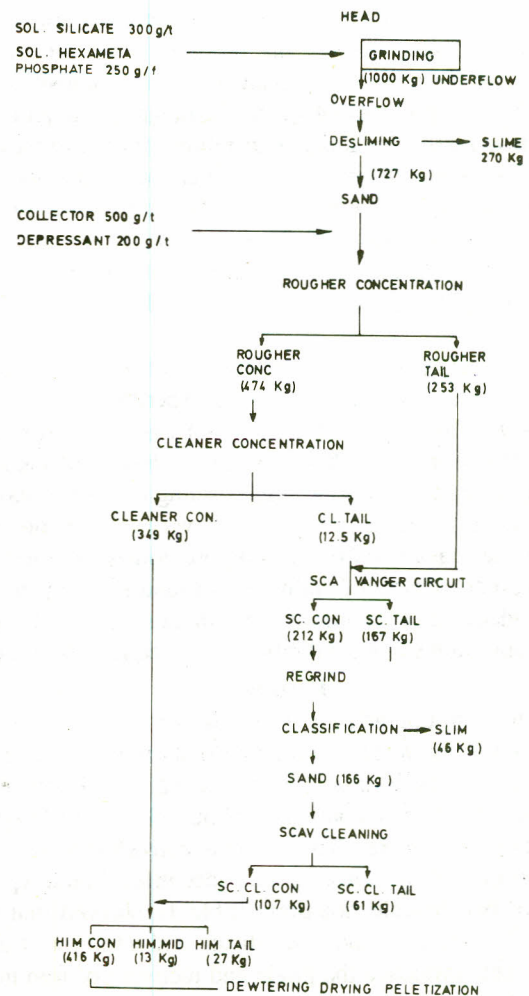 HEAD
SOL. SILICATE 300g/t
SOL. HEXAMETA
PHOSPHATE 250 g/f
GRINDING
(1000 Kg) UNDERFLOW
OVERFLOW
DESLIMING
SLIME
270 Kg
(727 Kg)
SAND
COLLECTOR 500 g/t
DEPRESSANT 200 g/t
ROUGHER CONCENTRATION
ROUGHER
CONC
(474 Kg)
ROUGHER
TAIL
(253 Kg)
CLEANER CONCENTRATION
CLEANER CON.
(349 Kg)
CL.TAIL
(12.5 Kg)
SCA VANGER CIRCUIT
SC. CON
(212 Kg)
SC. TAIL
(167 Kg)
REGRIND
CLASSIFICATION
SLIM
(46 Kg)
SAND (166 Kg)
SCAV CLEANING
SC. CL. CON
(107 Kg)
SC. CL. TAIL
(61 Kg)
HIM CON
(416 Kg)
HIM.MID
(13 Kg)
HIM TAIL
(27 Kg)
DEWTERING DRYING PELETIZATION